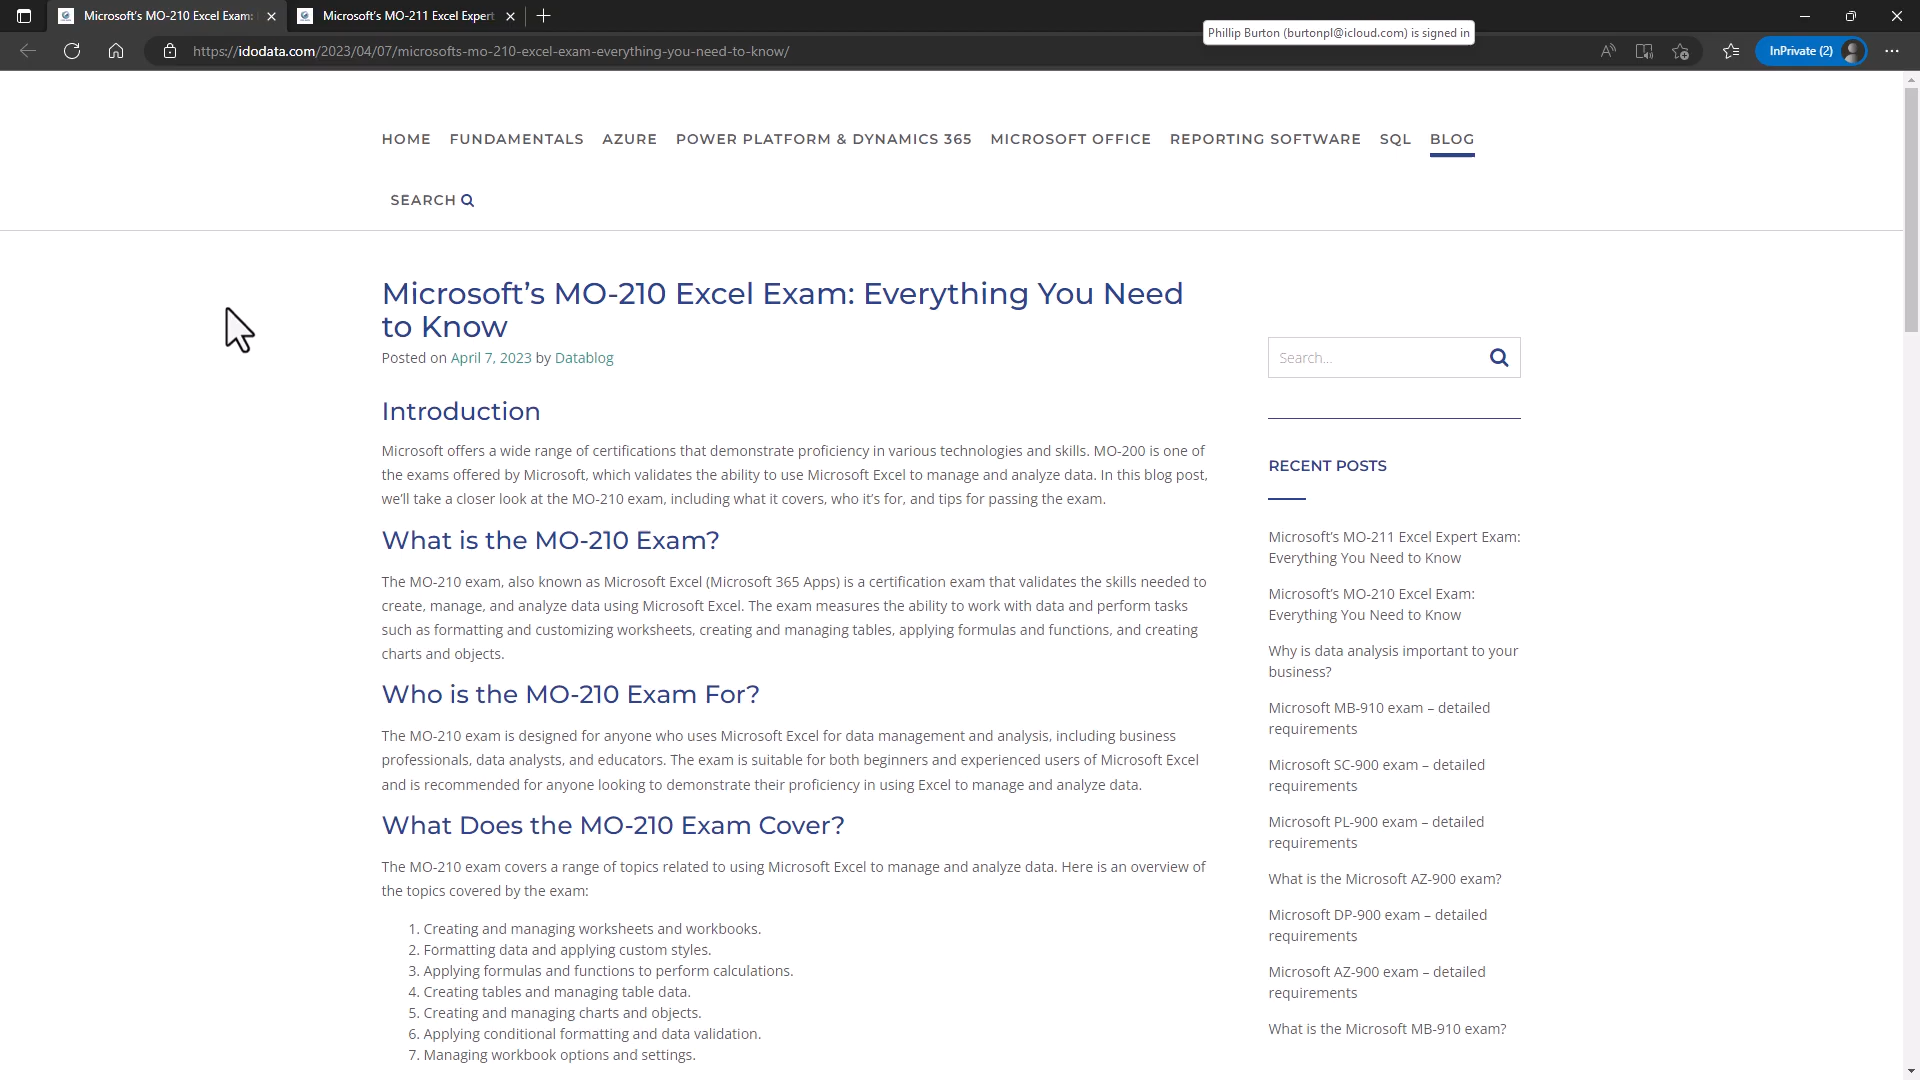 Microsoft's MO-210 Excel Exam:
Microsoft's MO-211 Excel Expert
Phillip Burton (burtonpl@icloud.com) is signed in
https://idodata.com/2023/04/07/microsofts-mo-210-excel-exam-everything-you-need-to-know/
InPrivate (2)
HOME FUNDAMENTALS AZURE POWER PLATFORM & DYNAMICS 365 MICROSOFT OFFICE REPORTING SOFTWARE SQL BLOG
SEARCH
Microsoft's MO-210 Excel Exam: Everything You Need
to Know
Posted on April 7, 2023 by Datablog
Introduction
Microsoft offers a wide range of certifications that demonstrate proficiency in various technologies and skills. MO-200 is one of
the exams offered by Microsoft, which validates the ability to use Microsoft Excel to manage and analyze data. In this blog post,
we'll take a closer look at the MO-210 exam, including what it covers, who it's for, and tips for passing the exam.
What is the MO-210 Exam?
The MO-210 exam, also known as Microsoft Excel (Microsoft 365 Apps) is a certification exam that validates the skills needed to
create, manage, and analyze data using Microsoft Excel. The exam measures the ability to work with data and perform tasks
such as formatting and customizing worksheets, creating and managing tables, applying formulas and functions, and creating
charts and objects.
Who is the MO-210 Exam For?
The MO-210 exam is designed for anyone who uses Microsoft Excel for data management and analysis, including business
professionals, data analysts, and educators. The exam is suitable for both beginners and experienced users of Microsoft Excel
and is recommended for anyone looking to demonstrate their proficiency in using Excel to manage and analyze data.
What Does the MO-210 Exam Cover?
The MO-210 exam covers a range of topics related to using Microsoft Excel to manage and analyze data. Here is an overview of
the topics covered by the exam:
1. Creating and managing worksheets and workbooks.
2. Formatting data and applying custom styles.
3. Applying formulas and functions to perform calculations.
4. Creating tables and managing table data.
5. Creating and managing charts and objects.
6. Applying conditional formatting and data validation.
7. Managing workbook options and settings.
Search...
RECENT POSTS
Microsoft's MO-211 Excel Expert Exam:
Everything You Need to Know
Microsoft's MO-210 Excel Exam:
Everything You Need to Know
Why is data analysis important to your
business?
Microsoft MB-910 exam – detailed
requirements
Microsoft SC-900 exam – detailed
requirements
Microsoft PL-900 exam – detailed
requirements
What is the Microsoft AZ-900 exam?
Microsoft DP-900 exam – detailed
requirements
Microsoft AZ-900 exam – detailed
requirements
What is the Microsoft MB-910 exam?